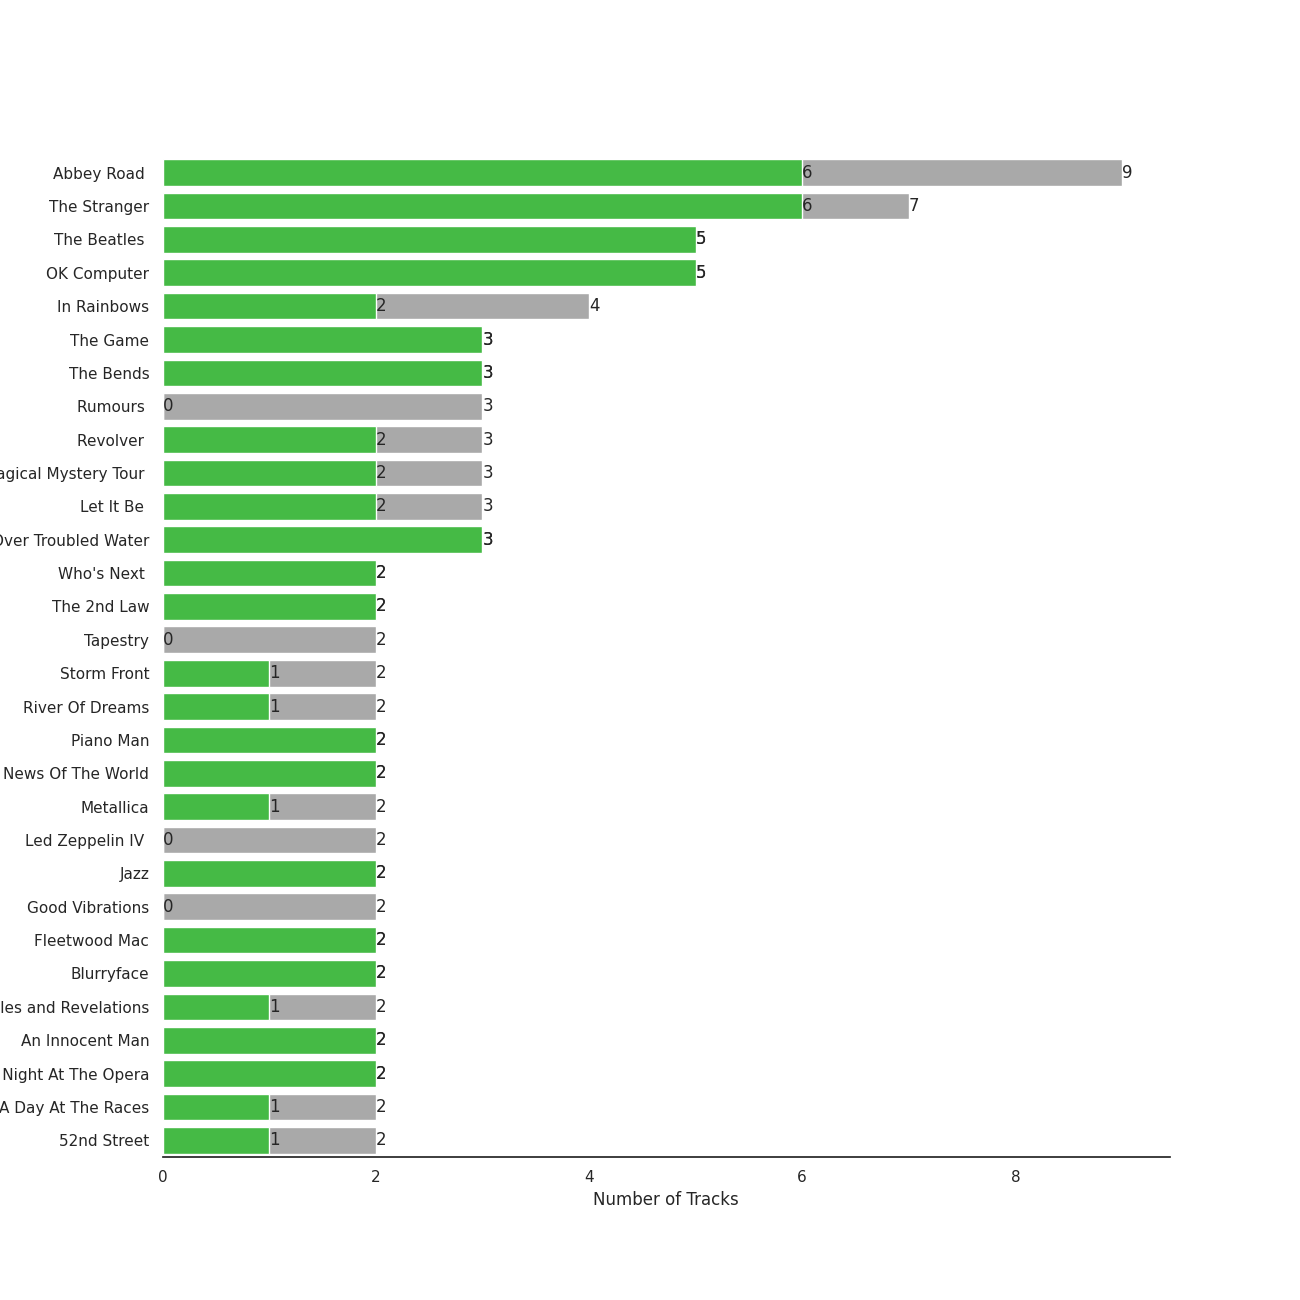 Abbey Road 6 9
The Stranger 6 7
The Beatles 5
OK Computer 5
In Rainbows 2 4
The Game 3
The Bends 3
Rumours 0 3
Revolver 2 3
agical Mystery Tour 2 3
Let It Be 2 3
Over Troubled Water 3
Who's Next 2
The 2nd Law 2
Tapestry 0 2
Storm Front 1 2
River Of Dreams 1 2
Piano Man 2
News Of The World 2
Metallica 1 2
Led Zeppelin IV 0 2
Jazz 2
Good Vibrations 0 2
Fleetwood Mac 2
Blurryface 2
les and Revelations 1 2
An Innocent Man 2
Night At The Opera 2
A Day At The Races 1 2
52nd Street 1 2
0 2 4 6 8
Number of Tracks